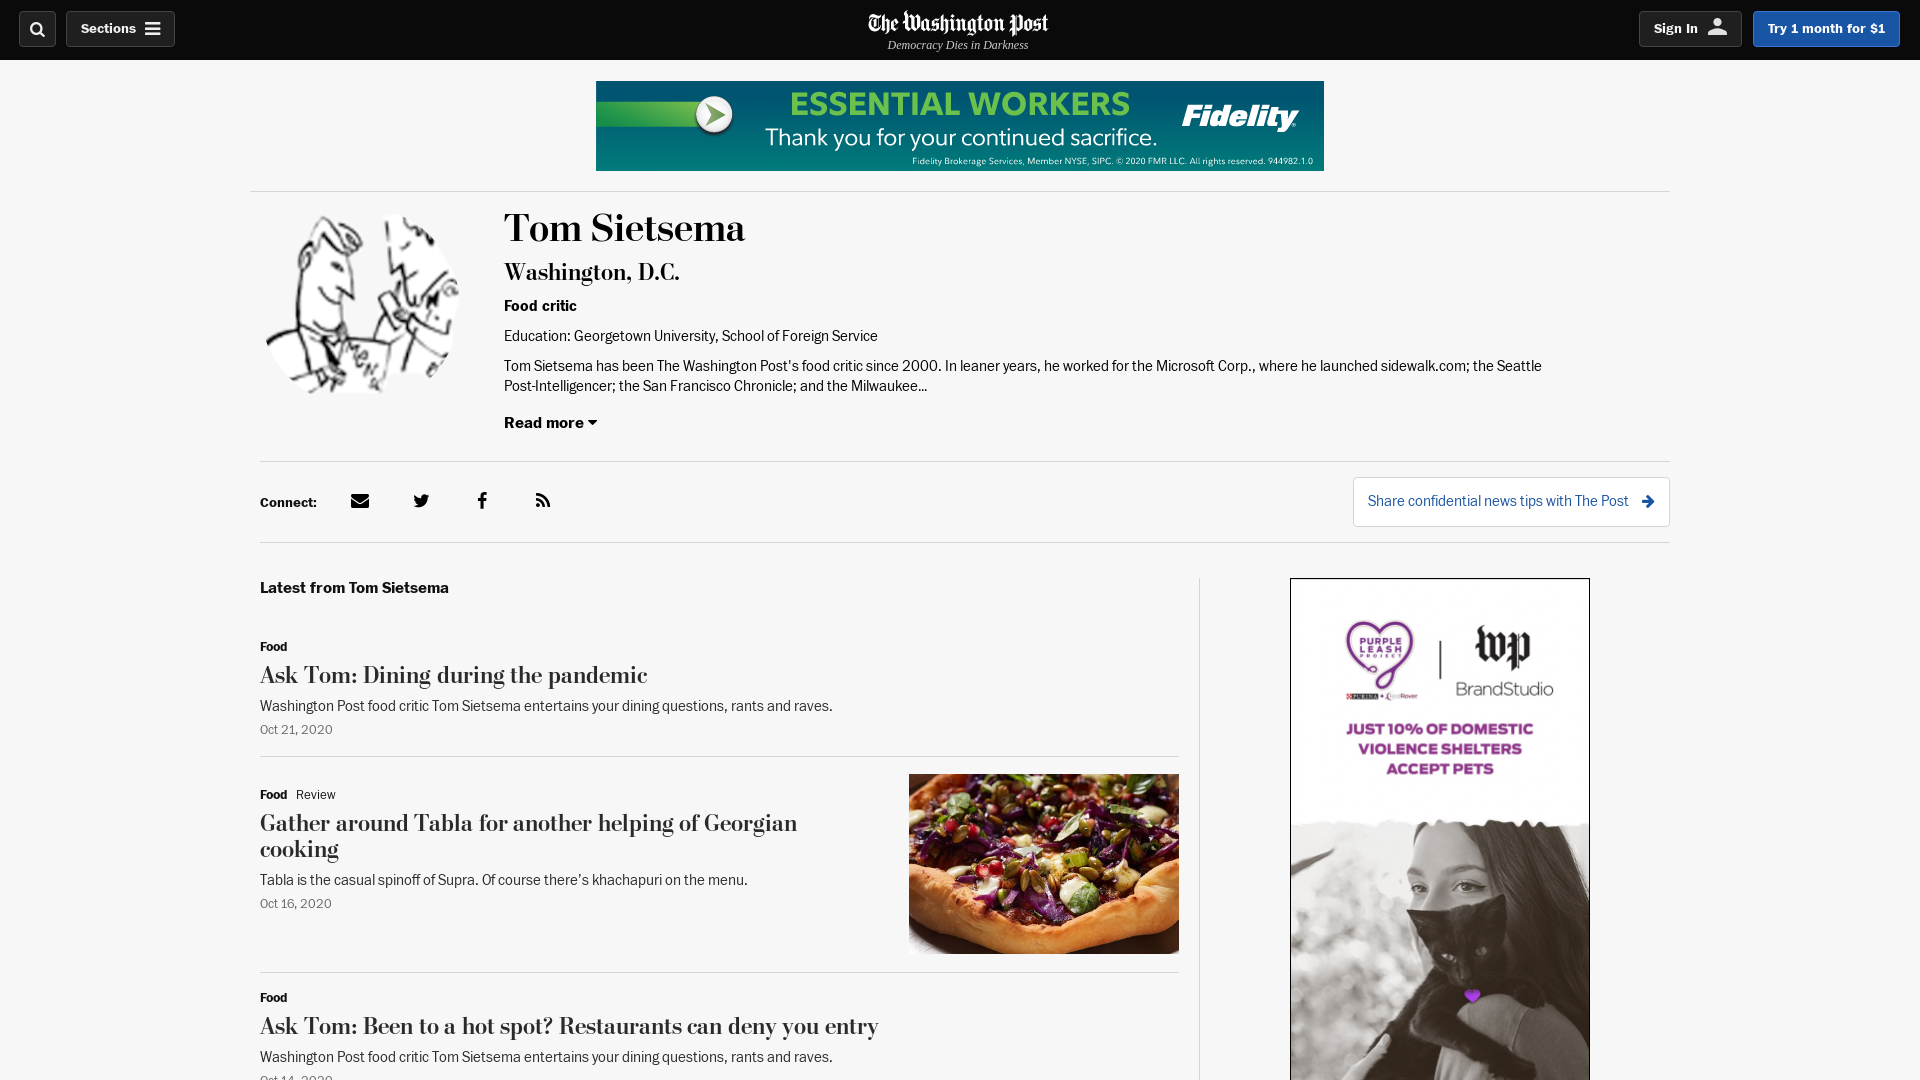 Sections
The Washington Post
Democracy Dies in Darkness
Sign In
Try 1 month for $1
ESSENTIAL WORKERS
Thank you for your continued sacrifice.
Fidelity
Fidelity Brokerage Services, Member NYSE, SIPC. © 2020 FMR LLC. All rights reserved. 944982.1.0
Tom Sietsema
Washington, D.C.
Food critic
Education: Georgetown University, School of Foreign Service
Tom Sietsema has been The Washington Post's food critic since 2000. In leaner years, he worked for the Microsoft Corp., where he launched sidewalk.com; the Seattle
Post-Intelligencer; the San Francisco Chronicle; and the Milwaukee...
Read more
Connect:
Share confidential news tips with The Post
Latest from Tom Sietsema
Food
Ask Tom: Dining during the pandemic
Washington Post food critic Tom Sietsema entertains your dining questions, rants and raves.
Oct 21, 2020
Food Review
Gather around Tabla for another helping of Georgian
cooking
Tabla is the casual spinoff of Supra. Of course there’s khachapuri on the menu.
Oct 16, 2020
Food
Ask Tom: Been to a hot spot? Restaurants can deny you entry
Washington Post food critic Tom Sietsema entertains your dining questions, rants and raves.
Oct 14, 2020
PURPLE
LEASH
PROJECT
PURINA + RedRover
wp
BrandStudio
JUST 10% OF DOMESTIC
VIOLENCE SHELTERS
ACCEPT PETS